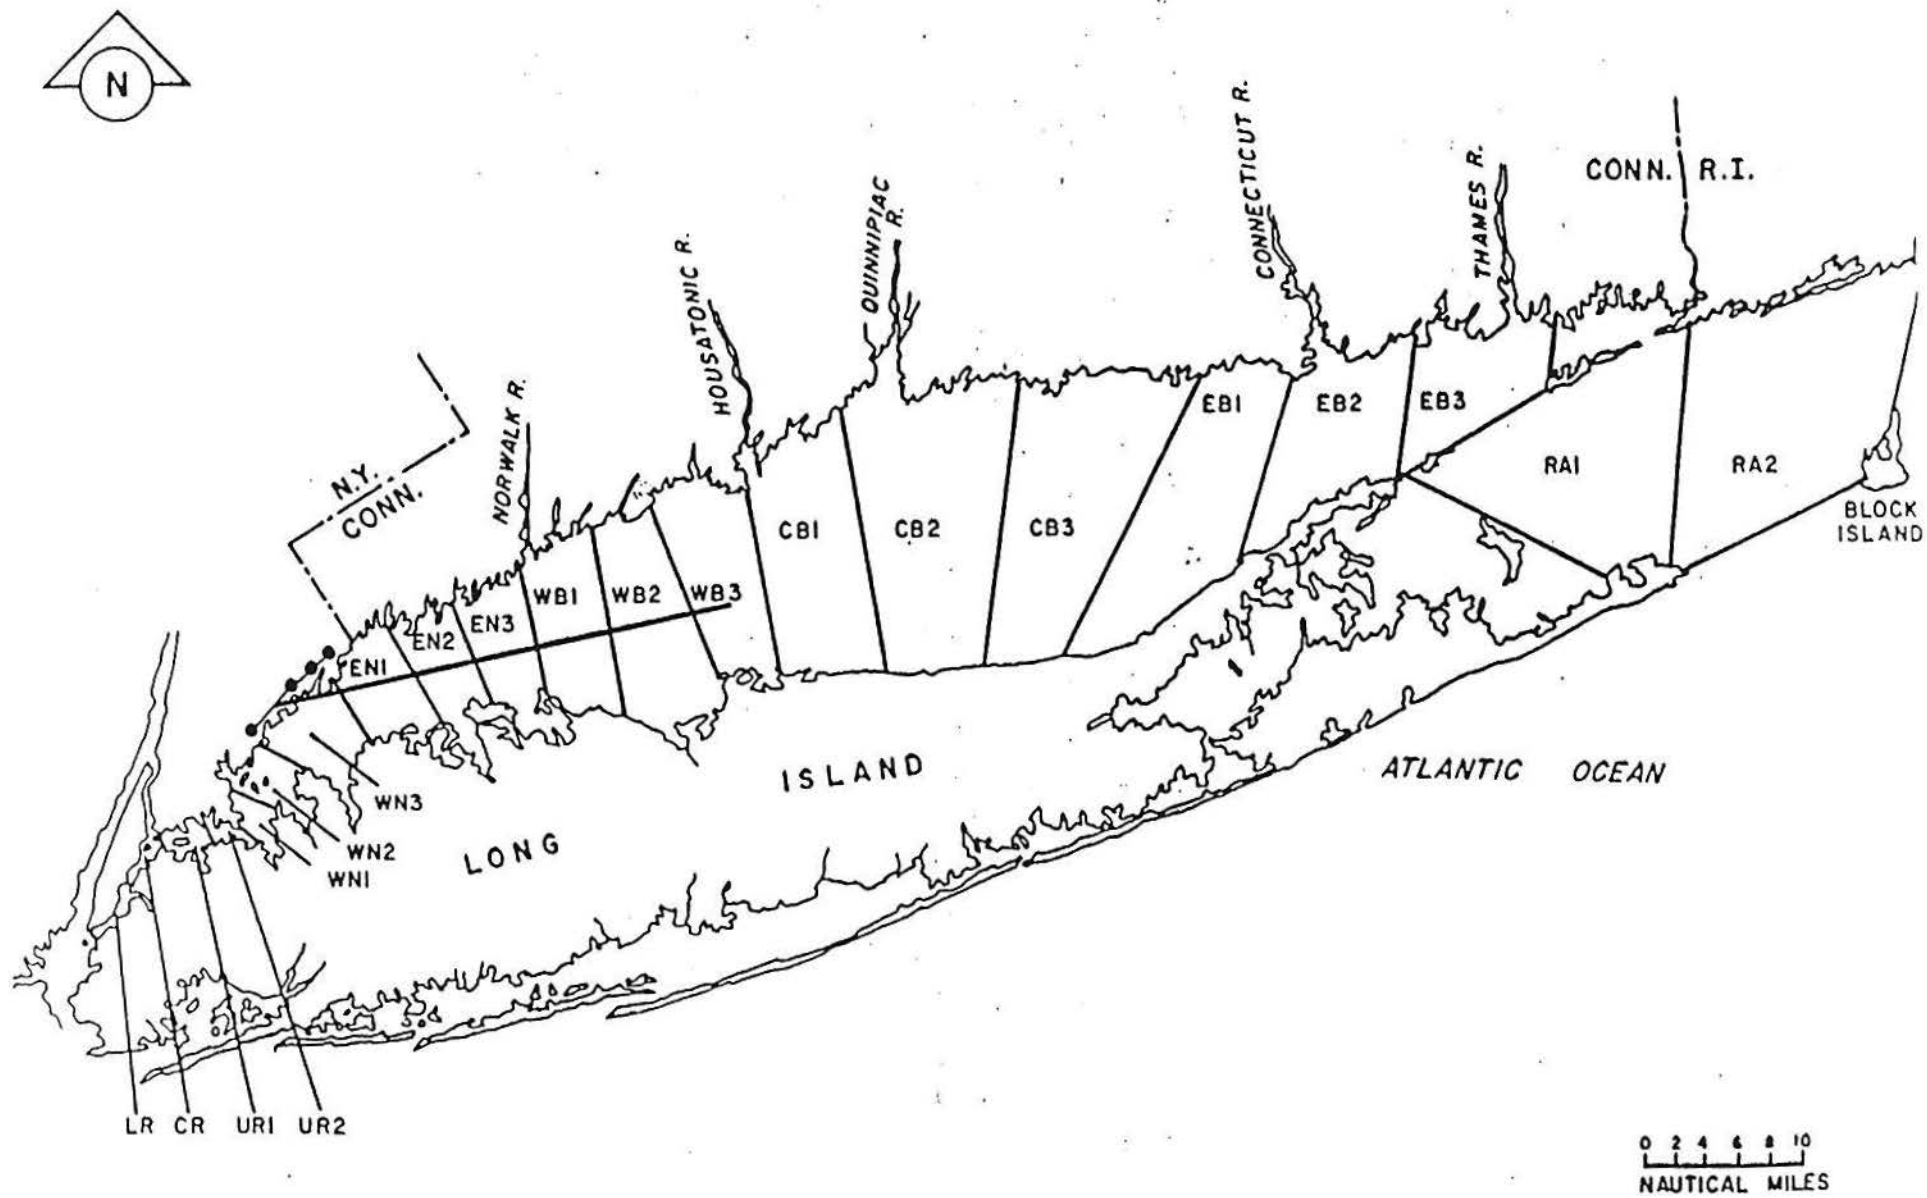 N
CONNECTICUT R.
THAMES R.
CONN.
R.I.
QUINNIPIAC
R.
HOUSATONIC R.
NORWALK R.
N.Y.
CONN.
EB1
EB2
EB3
RA1
RA2
BLOCK
ISLAND
CB1
CB2
CB3
WB1
WB2
WB3
EN1
EN2
EN3
WN3
WN2
WN1
LONG
ISLAND
ATLANTIC OCEAN
LR
CR
UR1
UR2
0 2 4 6 8 10
NAUTICAL MILES